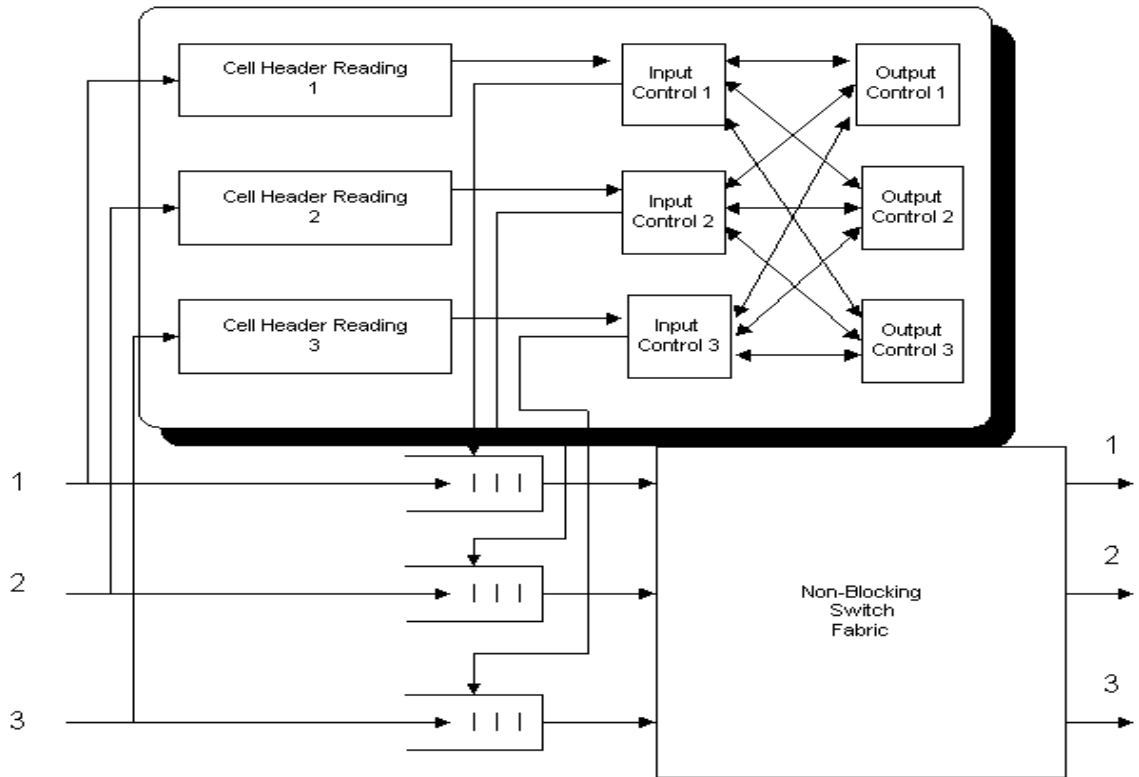 Cell Header Reading
1
Input
Control 1
Output
Control 1
Cell Header Reading
2
Input
Control 2
Output
Control 2
Cell Header Reading
3
Input
Control 3
Output
Control 3
1
2
3
Non-Blocking
Switch
Fabric
1
2
3